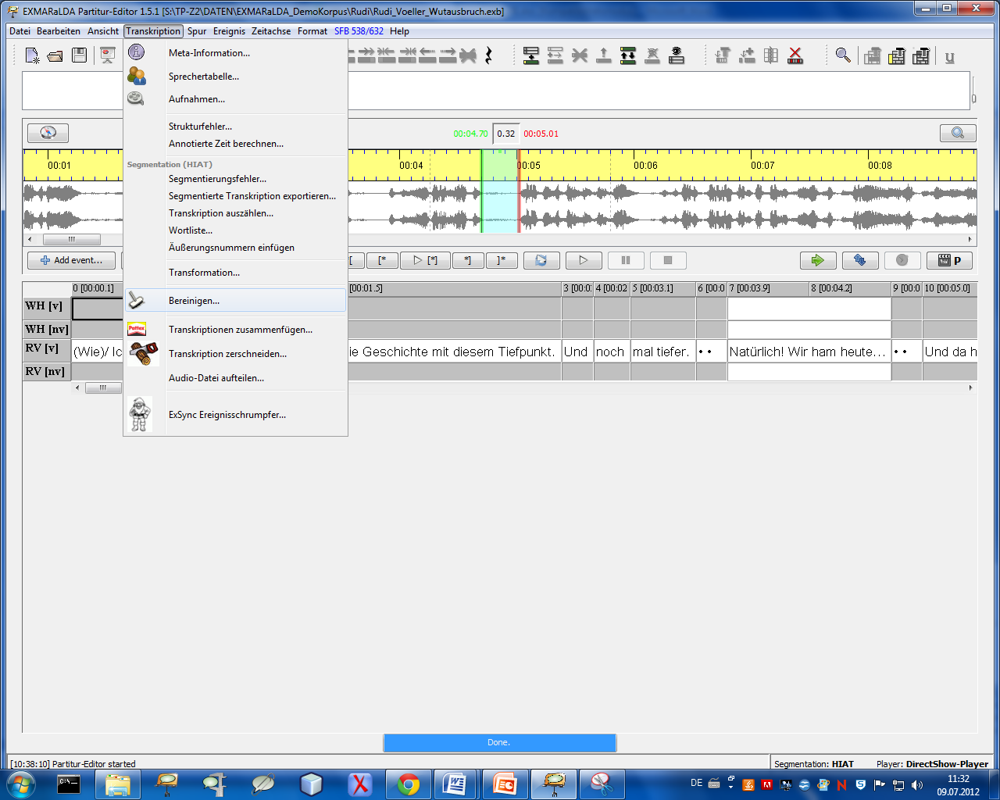 EXMARaLDA Partitur-Editor 1.5.1 [S:\TP-Z2\DATEN\EXMARaLDA_DemoKorpus\Rudi\Rudi_Voeller_Wutausbruch.exb]
Datei Bearbeiten Ansicht Transkription Spur Ereignis Zeitachse Format SFB 538/632 Help
Meta-Information...
Sprechertabelle...
Aufnahmen...
Strukturfehler...
Annotierte Zeit berechnen...
Segmentation (HIAT)
Segmentierungsfehler...
Segmentierte Transkription exportieren...
Transkription auszählen...
Wortliste...
Äußerungsnummern einfügen
Transformation...
Bereinigen...
Pattex
Transkriptionen zusammenfügen...
Transkription zerschneiden...
Audio-Datei aufteilen...
ExSync Ereignisschrumpfer...
00:04.70 0.32 00:05.01
00:01 00:04 00:05 00:06 00:07 00:08
Add event... [* [*] *] ]* P
0 [00:00.1] [00:01.5] 3 [00:0 4 [00:02 5 [00:03.1] 6 [00:0 7 [00:03.9] 8 [00:04.2] 9 [00:0 10 [00:05.0]
WH [v]
WH [nv]
RV [v] (Wie)/ Ic ie Geschichte mit diesem Tiefpunkt. Und noch mal tiefer. • • Natürlich! Wir ham heute... • • Und da h
RV [nv]
Done.
[10:38:10] Partitur-Editor started Segmentation: HIAT Player: DirectShow-Player
C:\_
DE 11:32
09.07.2012